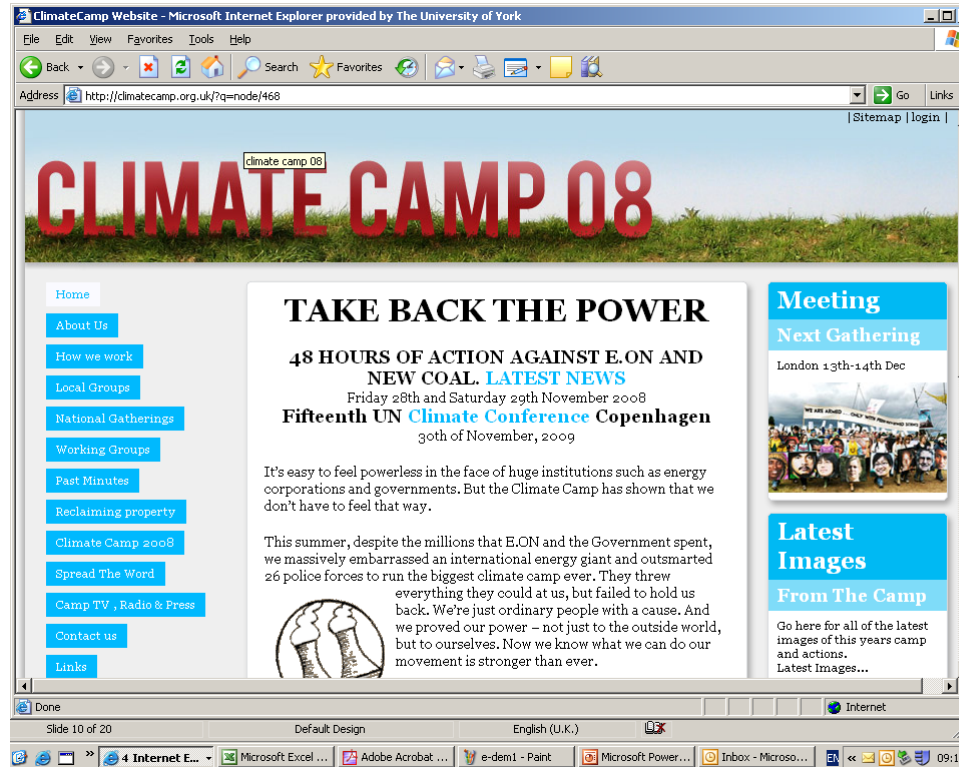 ClimateCamp Website - Microsoft Internet Explorer provided by The University of York
File Edit View Favorites Tools Help
Back Search Favorites
Address http://climatecamp.org.uk/?q=node/468 Go Links
| Sitemap | login |
climate camp 08
CLIMATE CAMP 08
Home
About Us
How we work
Local Groups
National Gatherings
Working Groups
Past Minutes
Reclaiming property
Climate Camp 2008
Spread The Word
Camp TV , Radio & Press
Contact us
Links
TAKE BACK THE POWER
48 HOURS OF ACTION AGAINST E.ON AND
NEW COAL. LATEST NEWS
Friday 28th and Saturday 29th November 2008
Fifteenth UN Climate Conference Copenhagen
30th of November, 2009
It's easy to feel powerless in the face of huge institutions such as energy
corporations and governments. But the Climate Camp has shown that we
don't have to feel that way.
This summer, despite the millions that E.ON and the Government spent,
we massively embarrassed an international energy giant and outsmarted
26 police forces to run the biggest climate camp ever. They threw
everything they could at us, but failed to hold us
back. We're just ordinary people with a cause. And
we proved our power – not just to the outside world,
but to ourselves. Now we know what we can do our
movement is stronger than ever.
Meeting
Next Gathering
London 13th-14th Dec
WE ARE ARMED ONLY WITH
Latest
Images
From The Camp
Go here for all of the latest
images of this years camp
and actions.
Latest Images...
Done Internet
Slide 10 of 20 Default Design English (U.K.)
4 Internet E... Microsoft Excel ... Adobe Acrobat ... e-dem1 - Paint Microsoft Power... Inbox - Microso... EN 09:1